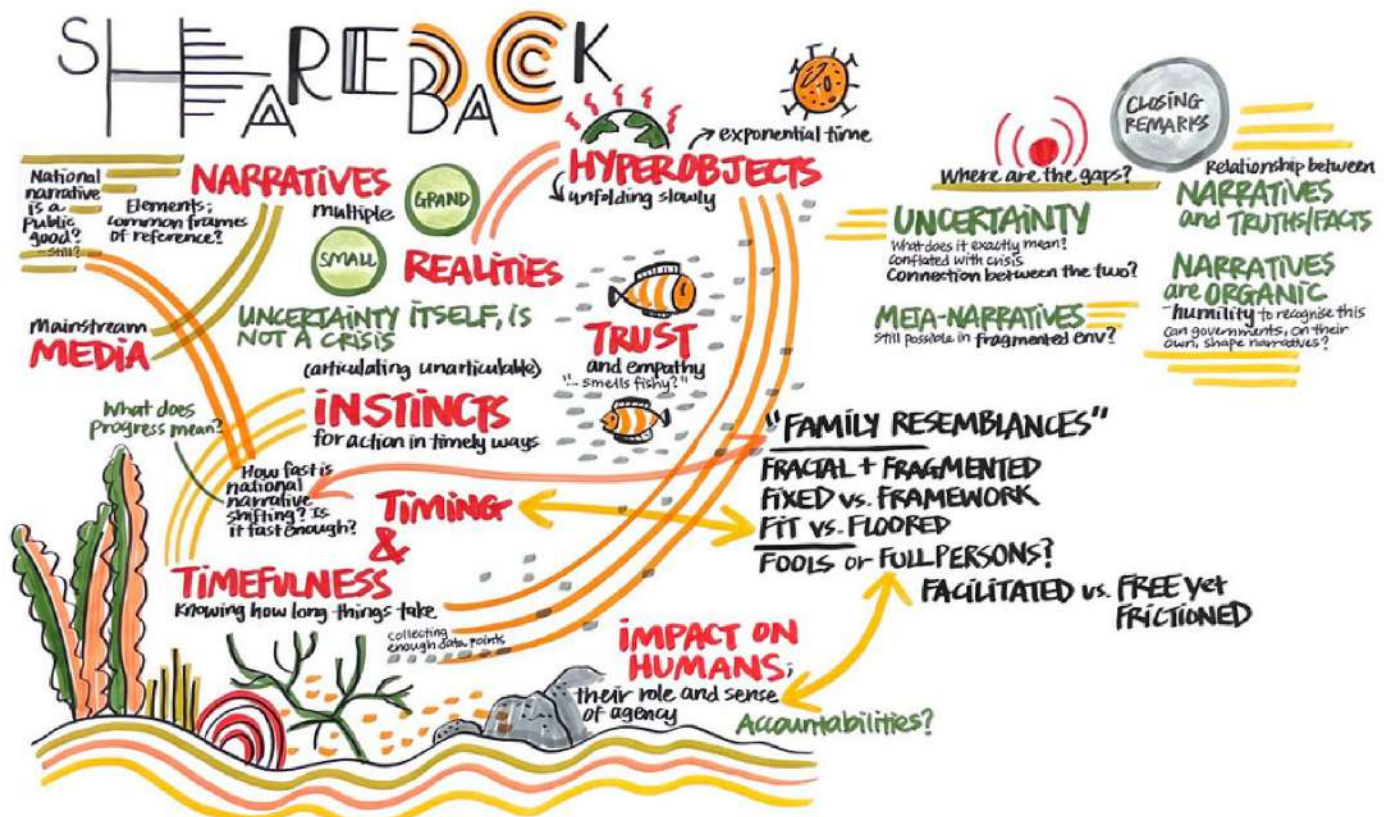 SHAREBACK
National
narrative
is a
Public
good?
- still?
Elements;
common frames
of reference?
NARRATIVES
multiple
GRAND
SMALL
REALITIES
HYPEROBJECTS
exponential time
unfolding slowly
Mainstream
MEDIA
UNCERTAINTY ITSELF, IS
NOT A CRISIS
(articulating unarticulable)
TRUST
and empathy
"... smells fishy?"
INSTINCTS
for action in timely ways
What does
Progress mean?
How fast is
national
narrative
shifting? Is
it fast enough?
TIMING
&
TIMEFULNESS
Knowing how long things take
collecting
enough data points
IMPACT ON
HUMANS;
their role and sense
of agency
Accountabilities?
"FAMILY RESEMBLANCES"
FRACTAL + FRAGMENTED
FIXED vs. FRAMEWORK
FIT vs. FLOORED
FOOLS or FULL PERSONS?
FACILITATED vs. FREE yet
FRICTIONED
CLOSING
REMARKS
Where are the gaps?
UNCERTAINTY
What does it exactly mean?
conflated with crisis
Connection between the two?
META-NARRATIVES
Still possible in fragmented env?
Relationship between
NARRATIVES
and TRUTHS/FACTS
NARRATIVES
are ORGANIC
-humility to recognise this
Can governments, on their
own, shape narratives?